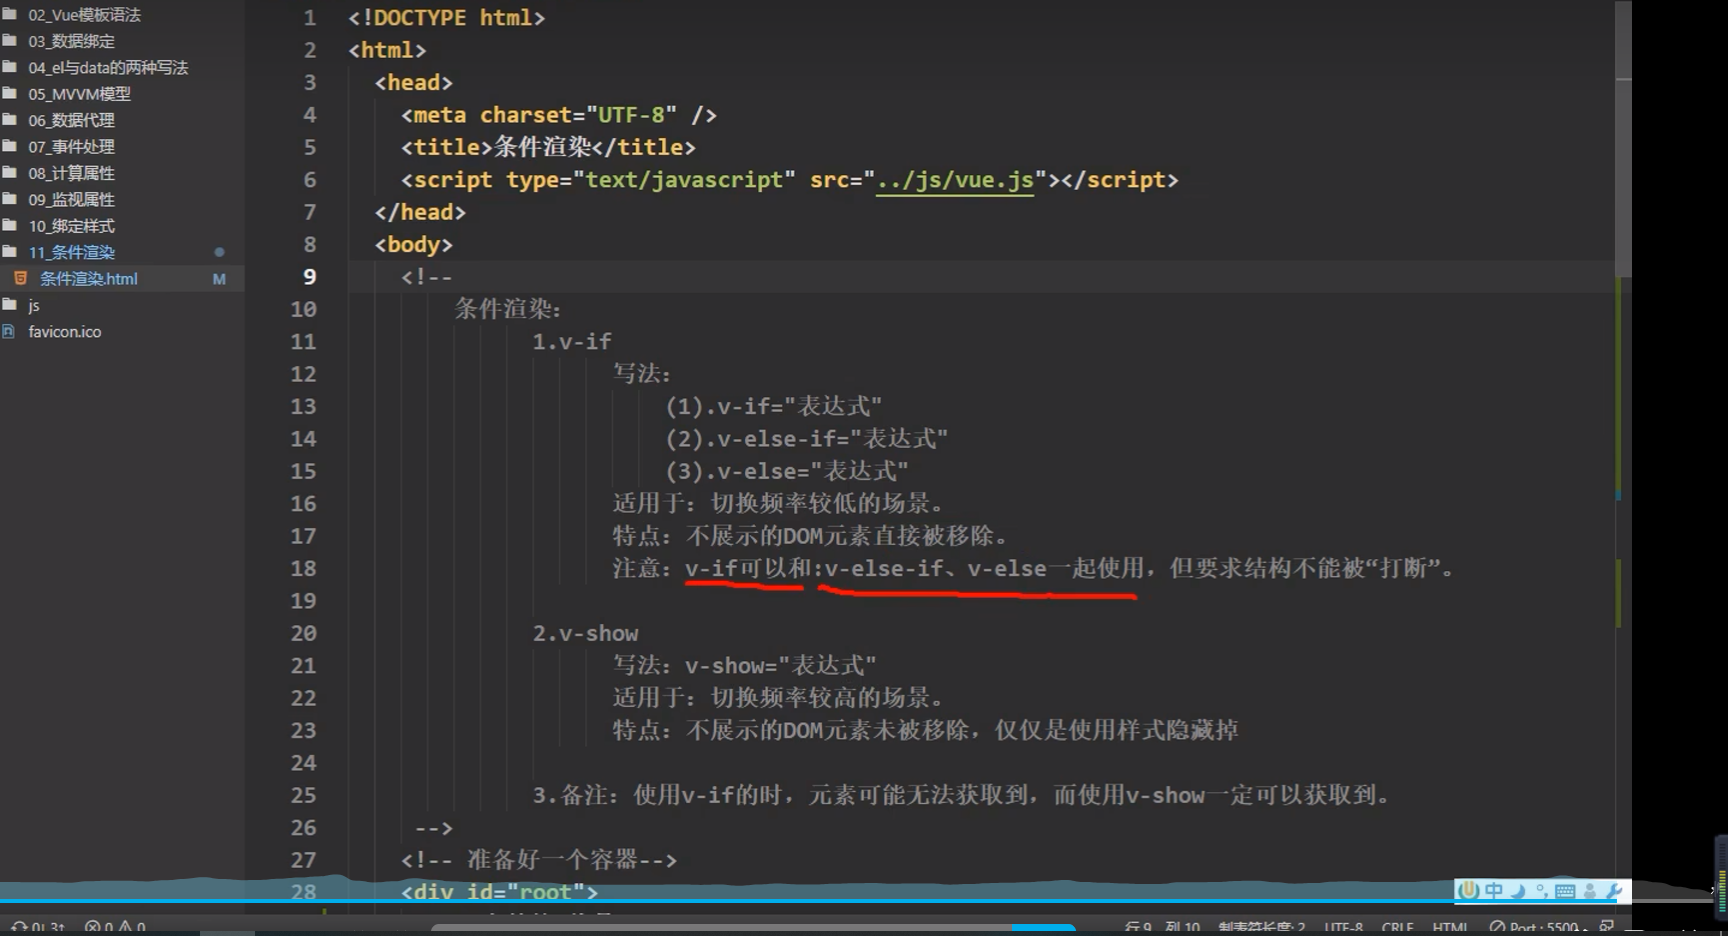 02_Vue模板语法
03_数据绑定
04_el与data的两种写法
05_MVVM模型
06_数据代理
07_事件处理
08_计算属性
09_监视属性
10_绑定样式
11_条件渲染
条件渲染.html M
js
favicon.ico
1 <!DOCTYPE html>
2 <html>
3 <head>
4 <meta charset="UTF-8" />
5 <title>条件渲染</title>
6 <script type="text/javascript" src="../js/vue.js"></script>
7 </head>
8 <body>
9 <!--
10 条件渲染:
11 1.v-if
12 写法:
13 (1).v-if="表达式"
14 (2).v-else-if="表达式"
15 (3).v-else="表达式"
16 适用于：切换频率较低的场景。
17 特点：不展示的DOM元素直接被移除。
18 注意：v-if可以和:v-else-if、v-else一起使用，但要求结构不能被“打断”。
19
20 2.v-show
21 写法：v-show="表达式"
22 适用于：切换频率较高的场景。
23 特点：不展示的DOM元素未被移除，仅仅是使用样式隐藏掉
24
25 3.备注：使用v-if的时，元素可能无法获取到，而使用v-show一定可以获取到。
26 -->
27 <!-- 准备好一个容器-->
28 <div id="root">
中
0↓ 3↑ 0 0 行 9，列 10 制表符长度: 2 UTF-8 CRLF HTML Port : 5500